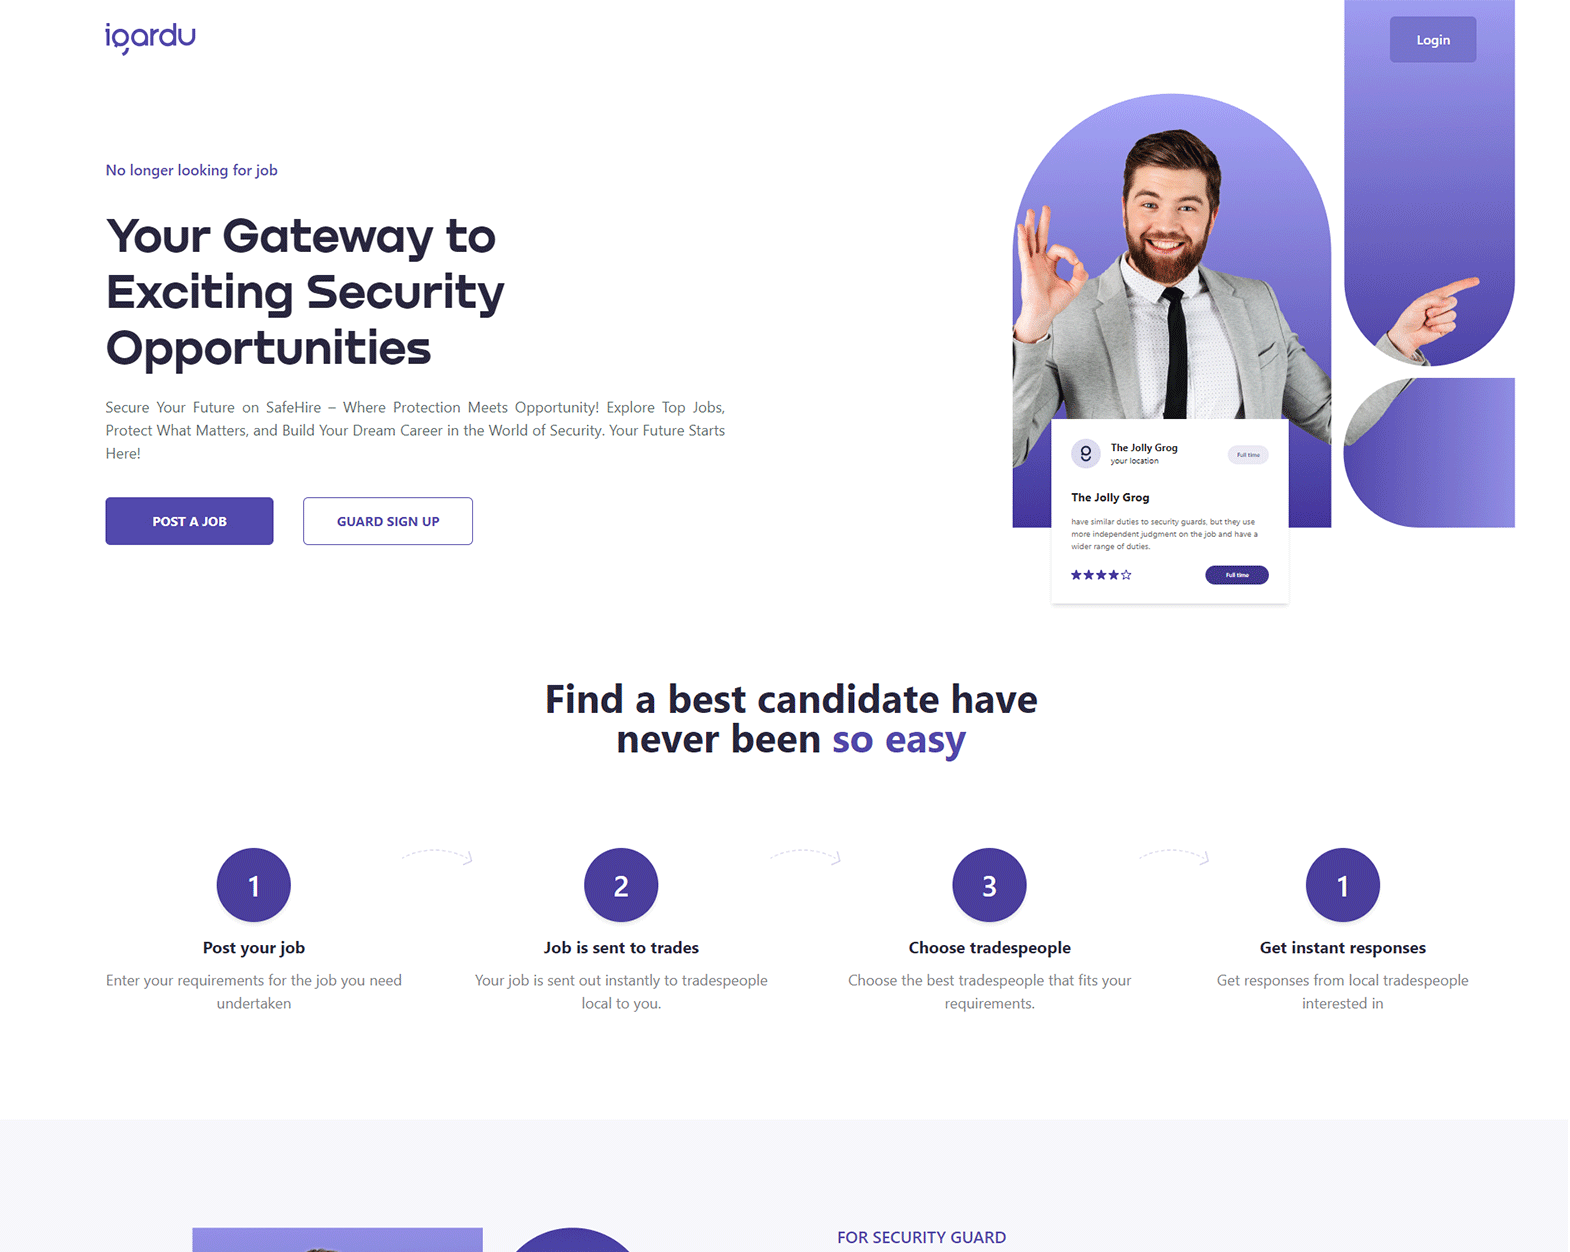 igardu
Login
No longer looking for job
Your Gateway to
Exciting Security
Opportunities
Secure Your Future on SafeHire – Where Protection Meets Opportunity! Explore Top Jobs,
Protect What Matters, and Build Your Dream Career in the World of Security. Your Future Starts
Here!
POST A JOB
GUARD SIGN UP
The Jolly Grog
your location
Full time
The Jolly Grog
have similar duties to security guards, but they use
more independent judgment on the job and have a
wider range of duties.
Full time
Find a best candidate have
never been so easy
1
Post your job
Enter your requirements for the job you need
undertaken
2
Job is sent to trades
Your job is sent out instantly to tradespeople
local to you.
3
Choose tradespeople
Choose the best tradespeople that fits your
requirements.
1
Get instant responses
Get responses from local tradespeople
interested in
FOR SECURITY GUARD